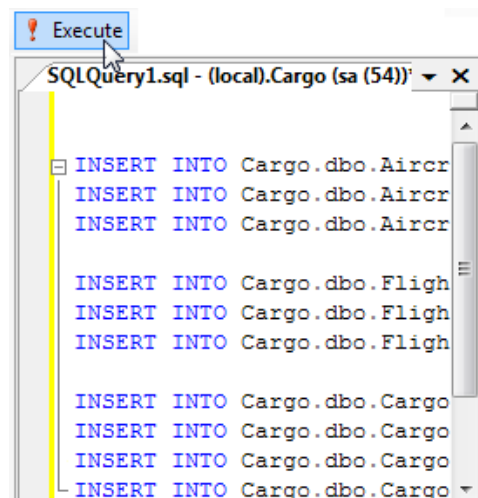 Execute
SQLQuery1.sql - (local).Cargo (sa (54))*
INSERT INTO Cargo.dbo.Aircr
INSERT INTO Cargo.dbo.Aircr
INSERT INTO Cargo.dbo.Aircr
INSERT INTO Cargo.dbo.Fligh
INSERT INTO Cargo.dbo.Fligh
INSERT INTO Cargo.dbo.Fligh
INSERT INTO Cargo.dbo.Cargo
INSERT INTO Cargo.dbo.Cargo
INSERT INTO Cargo.dbo.Cargo
INSERT INTO Cargo.dbo.Cargo